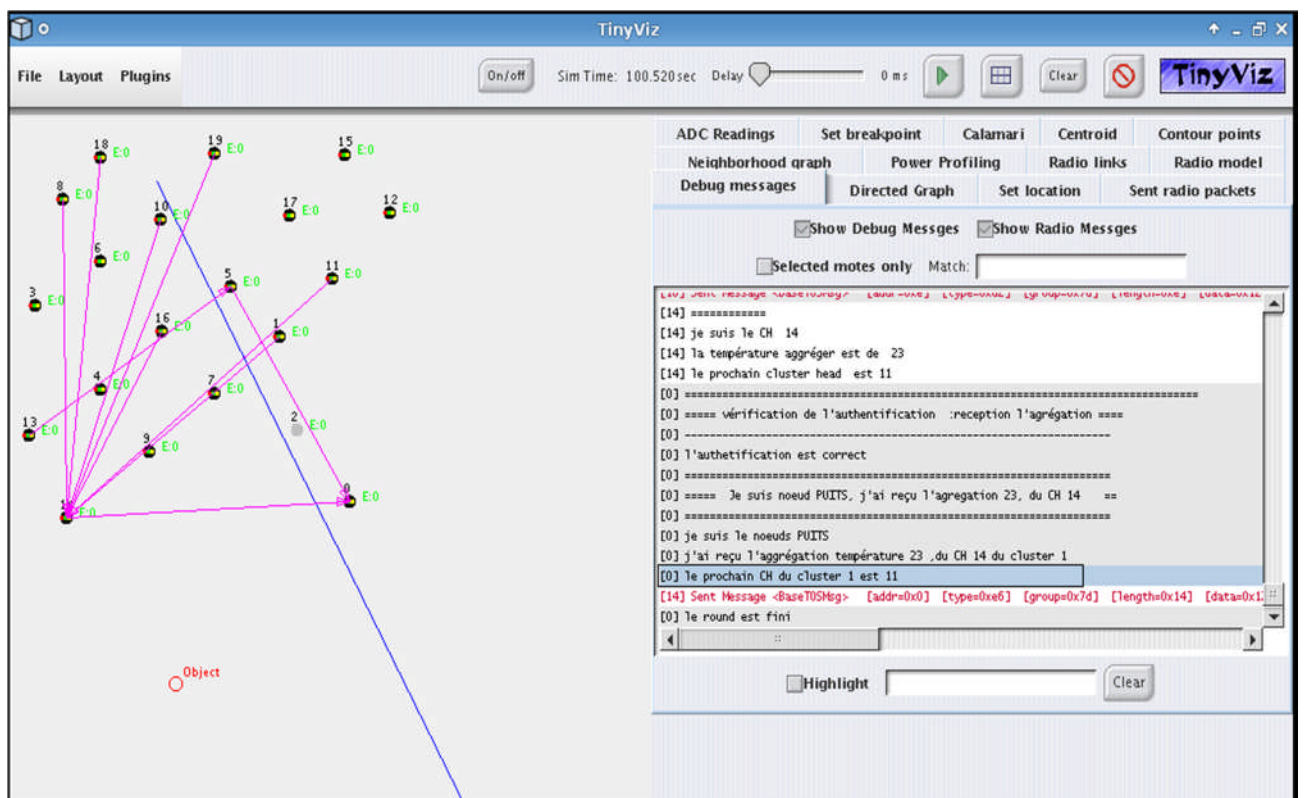 TinyViz
File Layout Plugins
On/off
Sim Time: 100.520 sec Delay
0 ms
Clear
TinyViz
ADC Readings Set breakpoint Calamari Centroid Contour points
Neighborhood graph Power Profiling Radio links Radio model
Debug messages Directed Graph Set location Sent radio packets
Show Debug Messges Show Radio Messges
Selected motes only Match:
[14] ============
[14] je suis le CH 14
[14] la température aggréger est de 23
[14] le prochain cluster head est 11
[0] =========================================================================
[0] ===== vérification de l'authentification :reception l'agrégation ====
[0] ------------------------------------------------------------
[0] l'authetification est correct
[0] ============================================================
[0] ===== Je suis noeud PUITS, j'ai reçu l'agregation 23, du CH 14 ==
[0] ============================================================
[0] je suis le noeuds PUITS
[0] j'ai reçu l'aggrégation température 23 ,du CH 14 du cluster 1
[0] le prochain CH du cluster 1 est 11
[14] Sent Message <BaseTOSMsg> [addr=0x0] [type=0xe6] [group=0x7d] [length=0x14]
[0] le round est fini
Highlight
Clear
18 E:0
19 E:0
15 E:0
8 E:0
10 E:0
17 E:0
12 E:0
6 E:0
5 E:0
11 E:0
3 E:0
16 E:0
1 E:0
4 E:0
7 E:0
13 E:0
2 E:0
9 E:0
0 E:0
E:0
Object